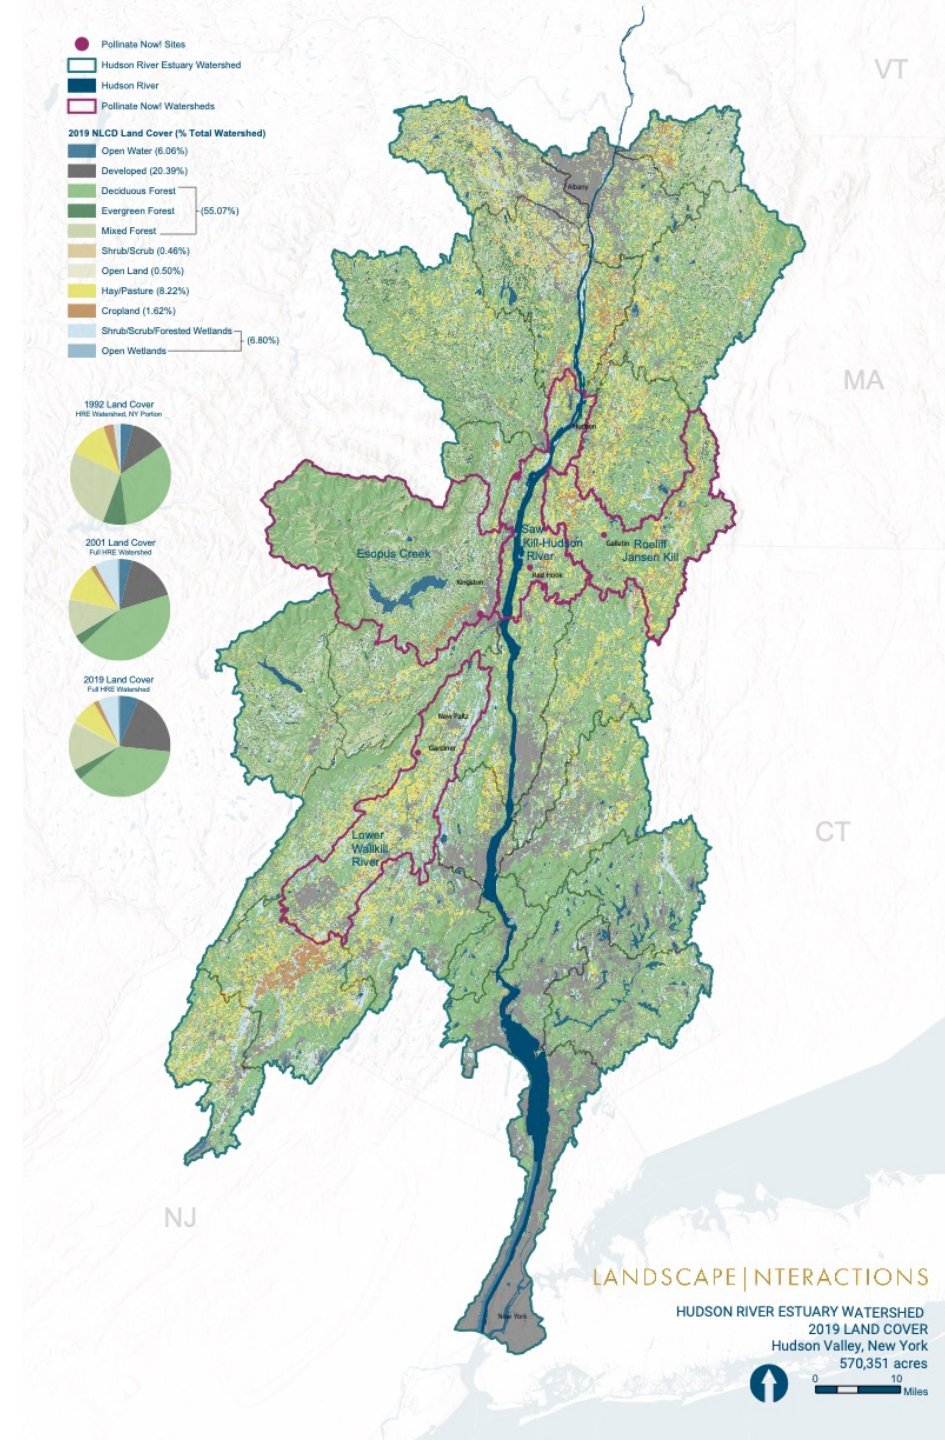 Pollinate Now! Sites
Hudson River Estuary Watershed
Hudson River
Pollinate Now! Watersheds
2019 NLCD Land Cover (% Total Watershed)
Open Water (6.06%)
Developed (20.39%)
Deciduous Forest
Evergreen Forest
(55.07%)
Mixed Forest
Shrub/Scrub (0.46%)
Open Land (0.50%)
Hay/Pasture (8.22%)
Cropland (1.62%)
Shrub/Scrub/Forested Wetlands
(6.80%)
Open Wetlands
1992 Land Cover
HRE Watershed, NY Portion
2001 Land Cover
Full HRE Watershed
2019 Land Cover
Full HRE Watershed
VT
MA
CT
NJ
Albany
Hudson
Saw
Kill-Hudson
River
Gallatin
Roeliff
Jansen Kill
Esopus Creek
Red Hook
Kingston
New Paltz
Gardiner
Lower
Wallkill
River
New York
LANDSCAPE|NTERACTIONS
HUDSON RIVER ESTUARY WATERSHED
2019 LAND COVER
Hudson Valley, New York
570,351 acres
0 10
Miles